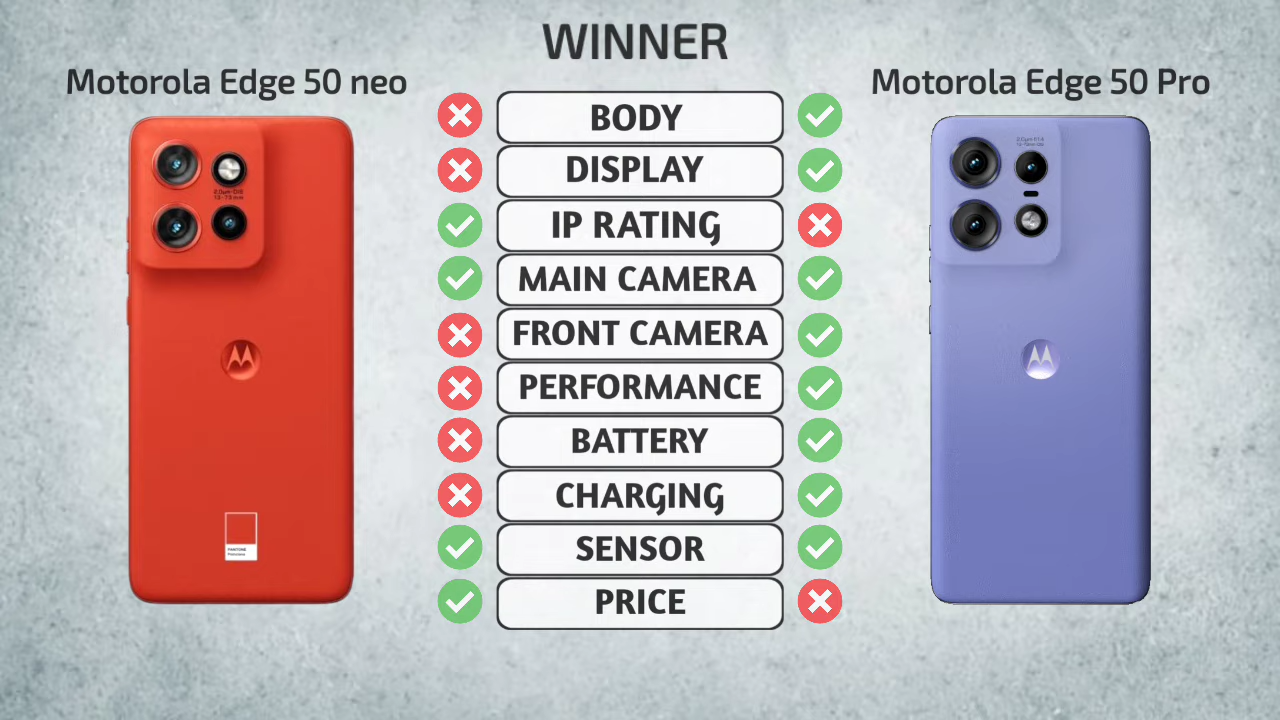 WINNER
Motorola Edge 50 neo
Motorola Edge 50 Pro
BODY
DISPLAY
IP RATING
MAIN CAMERA
FRONT CAMERA
PERFORMANCE
BATTERY
CHARGING
SENSOR
PRICE
PANTONE